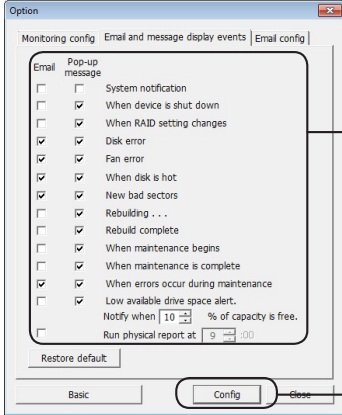 Option
Monitoring config Email and message display events Email config
Email Pop-up message
System notification
When device is shut down
When RAID setting changes
Disk error
Fan error
When disk is hot
New bad sectors
Rebuilding . . .
Rebuild complete
When maintenance begins
When maintenance is complete
When errors occur during maintenance
Low available drive space alert.
Notify when 10 % of capacity is free.
Run physical report at 9 :00
Restore default
Basic Config Close